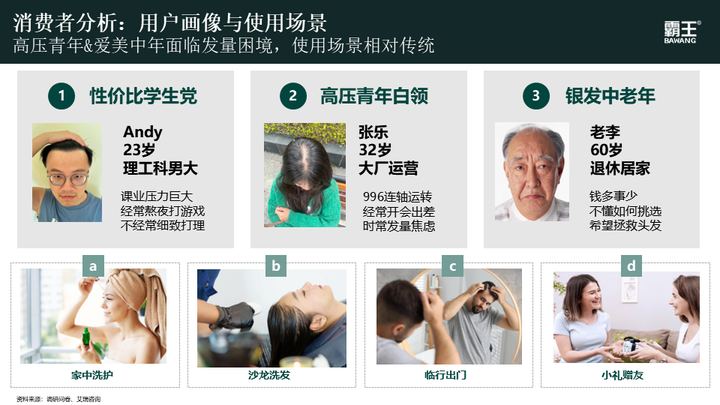 消费者分析：用户画像与使用场景
高压青年&爱美中年面临发量困境，使用场景相对传统
霸王®
BAWANG
1 性价比学生党
Andy
23岁
理工科男大
课业压力巨大
经常熬夜打游戏
不经常细致打理
2 高压青年白领
张乐
32岁
大厂运营
996连轴运转
经常开会出差
时常发量焦虑
3 银发中老年
老李
60岁
退休居家
钱多事少
不懂如何挑选
希望拯救头发
a
家中洗护
b
沙龙洗发
c
临行出门
d
小礼赠友
资料来源：调研问卷、艾瑞咨询